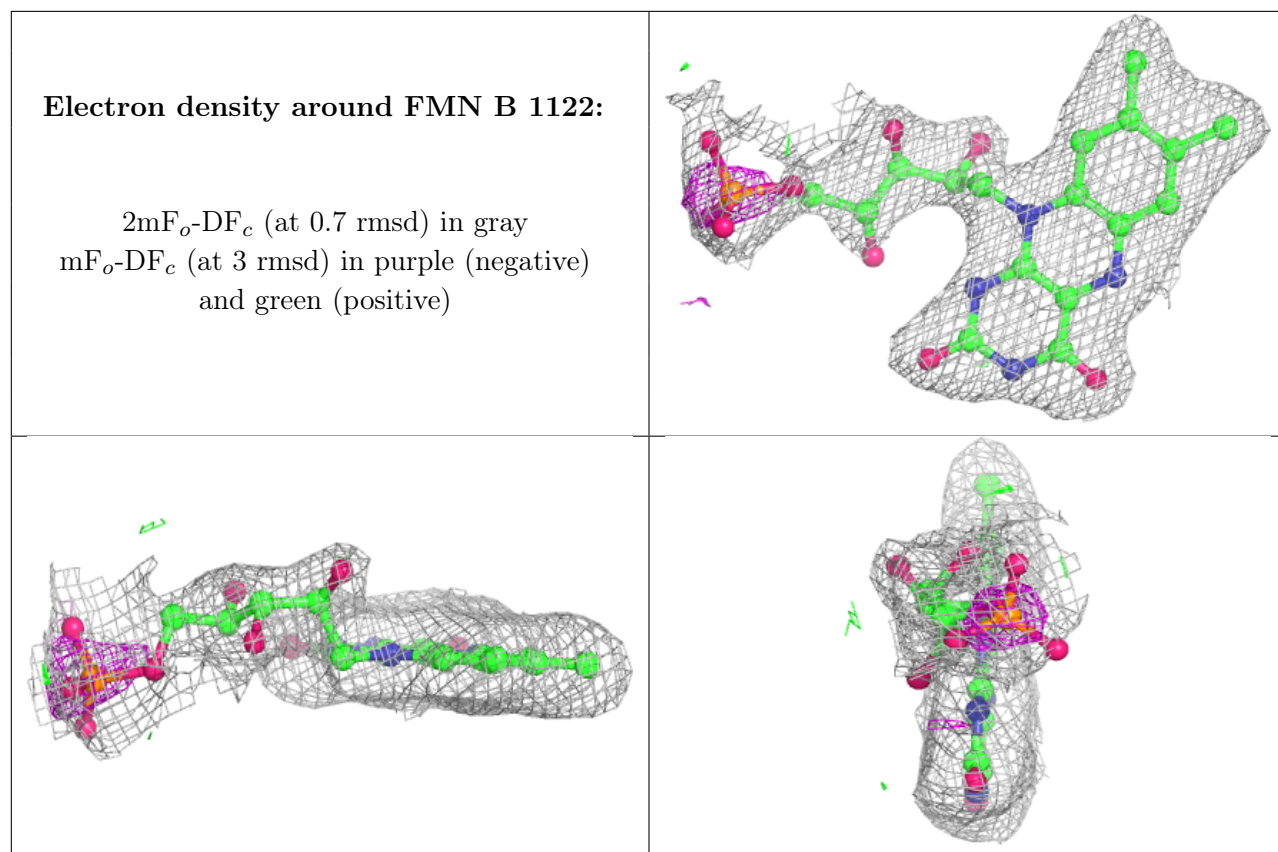 Electron density around FMN B 1122:
2mFo-DFc (at 0.7 rmsd) in gray
mFo-DFc (at 3 rmsd) in purple (negative)
and green (positive)